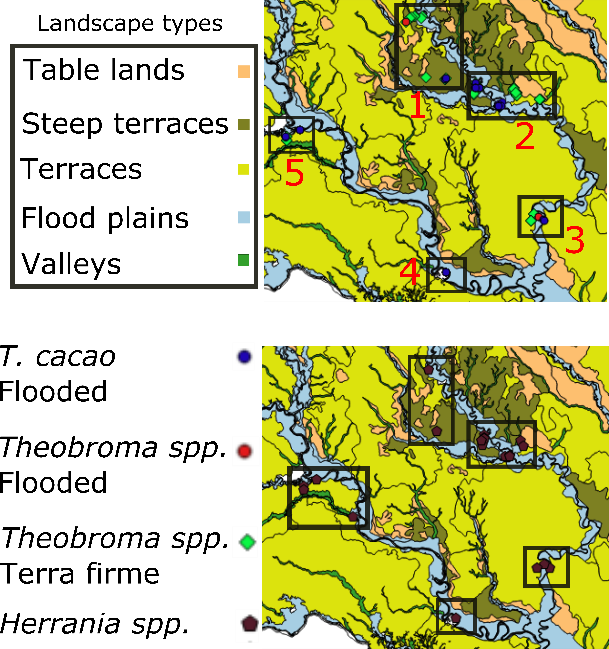 Landscape types
Table lands
Steep terraces
Terraces
Flood plains
Valleys
1
2
5
3
4
T. cacao
Flooded
Theobroma spp.
Flooded
Theobroma spp.
Terra firme
Herrania spp.